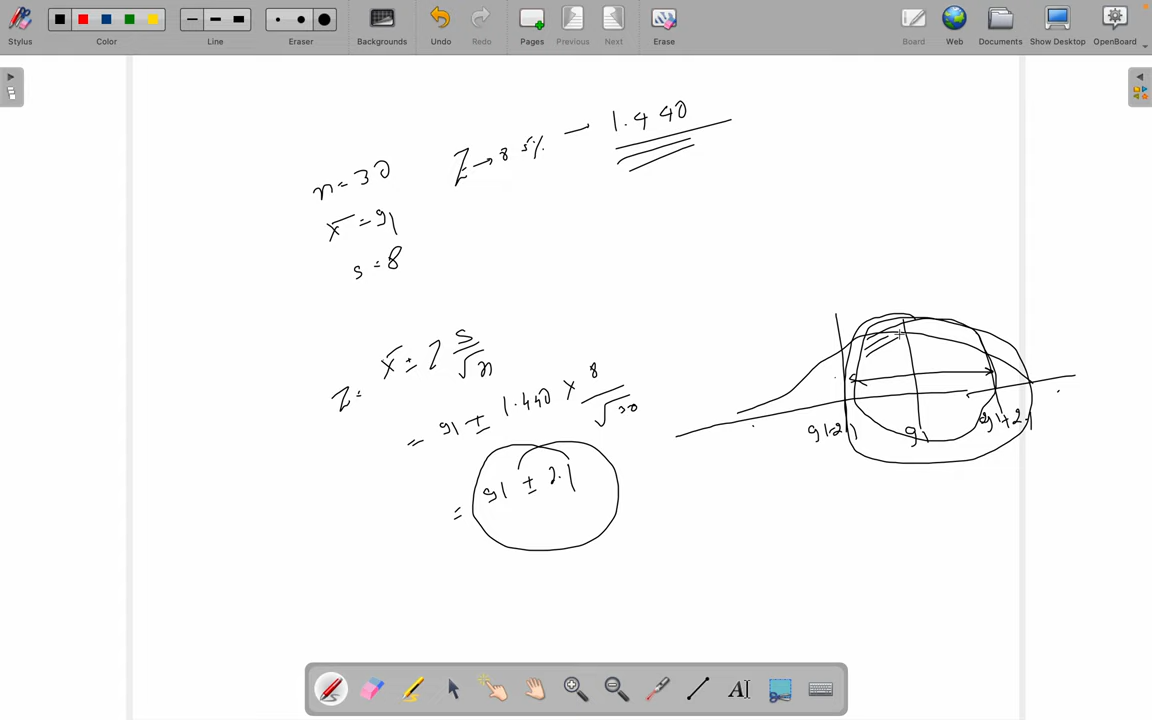 Stylus
Color
Line
Eraser
Backgrounds
Undo
Redo
Pages
Previous
Next
Erase
Board
Web
Documents
Show Desktop
OpenBoard
Z → 85% — 1.440
n = 30
x̄ = 91
s = 8
Z = x̄ ± Z s/√n
= 91 ± 1.440 × 8/√30
= 91 ± 2.1
91-2.1
91
91+2.1
AI